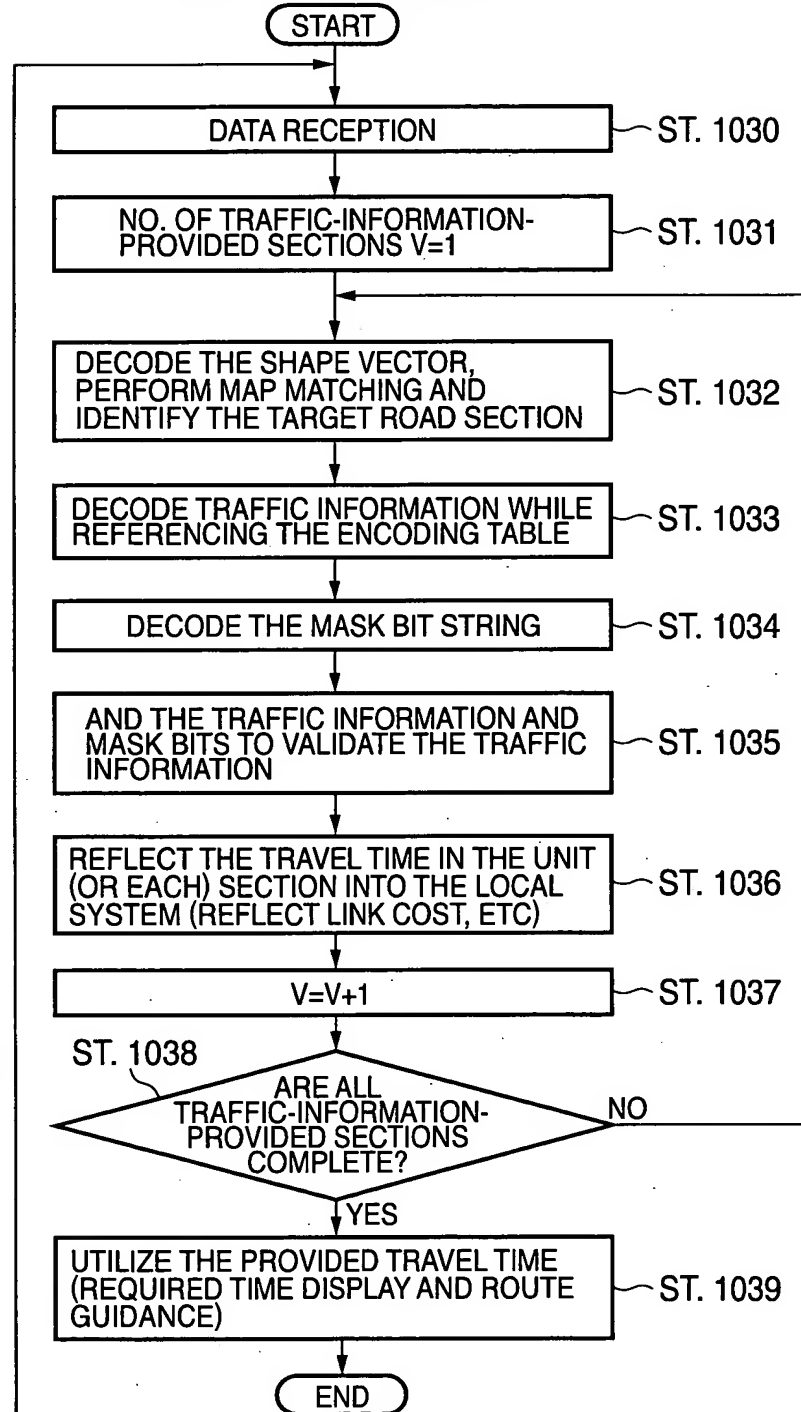 START
DATA RECEPTION
ST. 1030
NO. OF TRAFFIC-INFORMATION-
PROVIDED SECTIONS V=1
ST. 1031
DECODE THE SHAPE VECTOR,
PERFORM MAP MATCHING AND
IDENTIFY THE TARGET ROAD SECTION
ST. 1032
DECODE TRAFFIC INFORMATION WHILE
REFERENCING THE ENCODING TABLE
ST. 1033
DECODE THE MASK BIT STRING
ST. 1034
AND THE TRAFFIC INFORMATION AND
MASK BITS TO VALIDATE THE TRAFFIC
INFORMATION
ST. 1035
REFLECT THE TRAVEL TIME IN THE UNIT
(OR EACH) SECTION INTO THE LOCAL
SYSTEM (REFLECT LINK COST, ETC)
ST. 1036
V=V+1
ST. 1037
ST. 1038
ARE ALL
TRAFFIC-INFORMATION-
PROVIDED SECTIONS
COMPLETE?
NO
YES
UTILIZE THE PROVIDED TRAVEL TIME
(REQUIRED TIME DISPLAY AND ROUTE
GUIDANCE)
ST. 1039
END